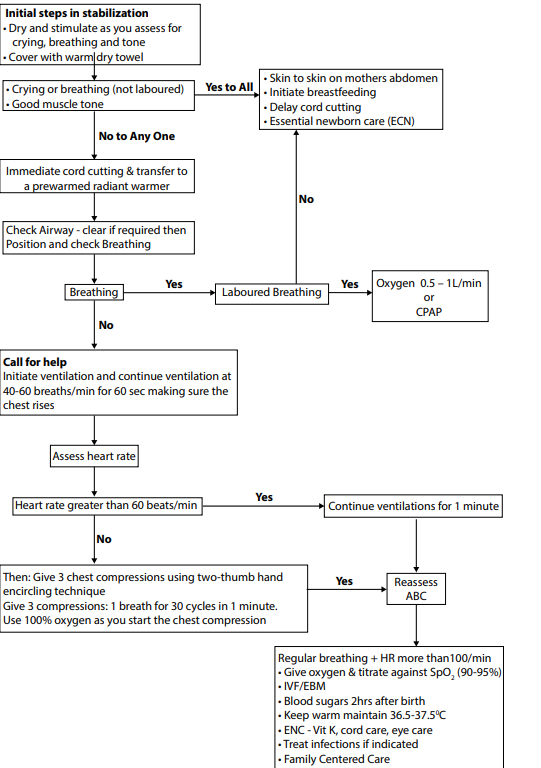 Initial steps in stabilization
• Dry and stimulate as you assess for
crying, breathing and tone
• Cover with warm dry towel
• Crying or breathing (not laboured)
• Good muscle tone
Yes to All
• Skin to skin on mothers abdomen
• Initiate breastfeeding
• Delay cord cutting
• Essential newborn care (ECN)
No to Any One
Immediate cord cutting & transfer to
a prewarmed radiant warmer
No
Check Airway - clear if required then
Position and check Breathing
Breathing
Yes
Laboured Breathing
Yes
Oxygen 0.5 – 1L/min
or
CPAP
No
Call for help
Initiate ventilation and continue ventilation at
40-60 breaths/min for 60 sec making sure the
chest rises
Assess heart rate
Heart rate greater than 60 beats/min
Yes
Continue ventilations for 1 minute
No
Then: Give 3 chest compressions using two-thumb hand
encircling technique
Give 3 compressions: 1 breath for 30 cycles in 1 minute.
Use 100% oxygen as you start the chest compression
Yes
Reassess
ABC
Regular breathing + HR more than100/min
• Give oxygen & titrate against SpO₂ (90-95%)
• IVF/EBM
• Blood sugars 2hrs after birth
• Keep warm maintain 36.5-37.5⁰C
• ENC - Vit K, cord care, eye care
• Treat infections if indicated
• Family Centered Care